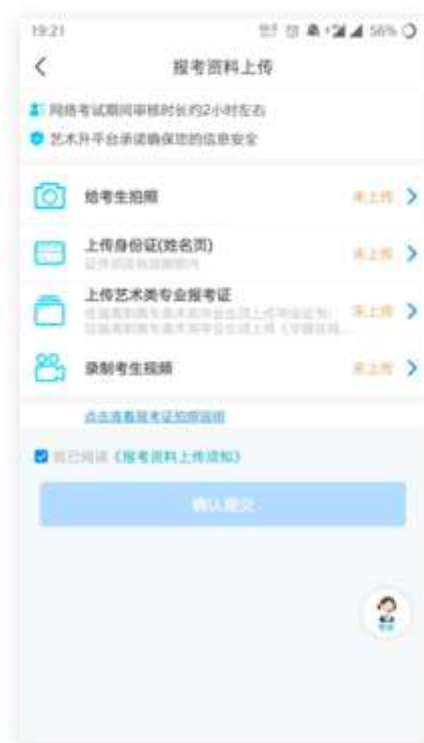 19:21
56%
报考资料上传
网络考试期间审核时长约2小时左右
艺术升平台承诺确保您的信息安全
给考生拍照
未上传
上传身份证(姓名页)
未上传
上传艺术类专业报考证
未上传
录制考生视频
未上传
点击查看报考证拍照说明
我已阅读《报考资料上传须知》
确认提交